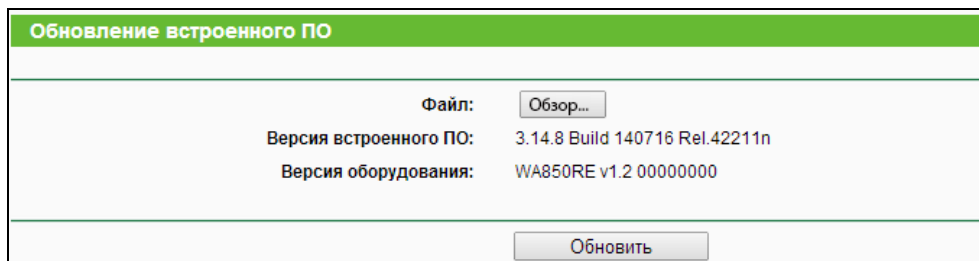 Обновление встроенного ПО
Файл: Обзор...
Версия встроенного ПО: 3.14.8 Build 140716 Rel.42211n
Версия оборудования: WA850RE v1.2 00000000
Обновить